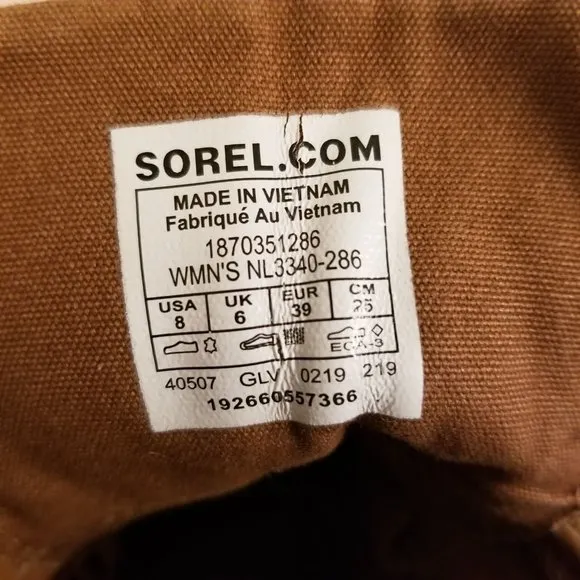 SOREL.COM
MADE IN VIETNAM
Fabriqué Au Vietnam
1870351286
WMN'S NL3340-286
USA UK EUR CM
8 6 39 25
EGA-3
40507 GLV 0219 219
192660557366